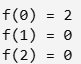 f(0) = 2
f(1) = 0
f(2) = 0